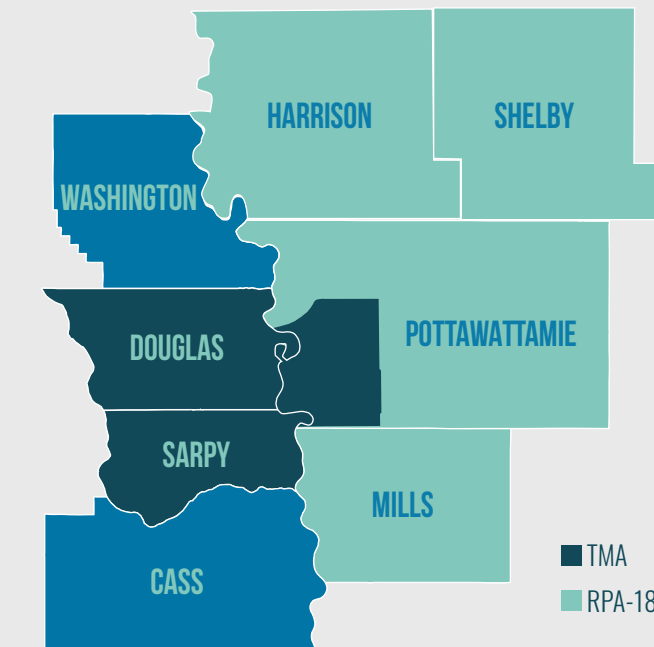 HARRISON
SHELBY
WASHINGTON
DOUGLAS
POTTAWATTAMIE
SARPY
MILLS
CASS
TMA
RPA-18